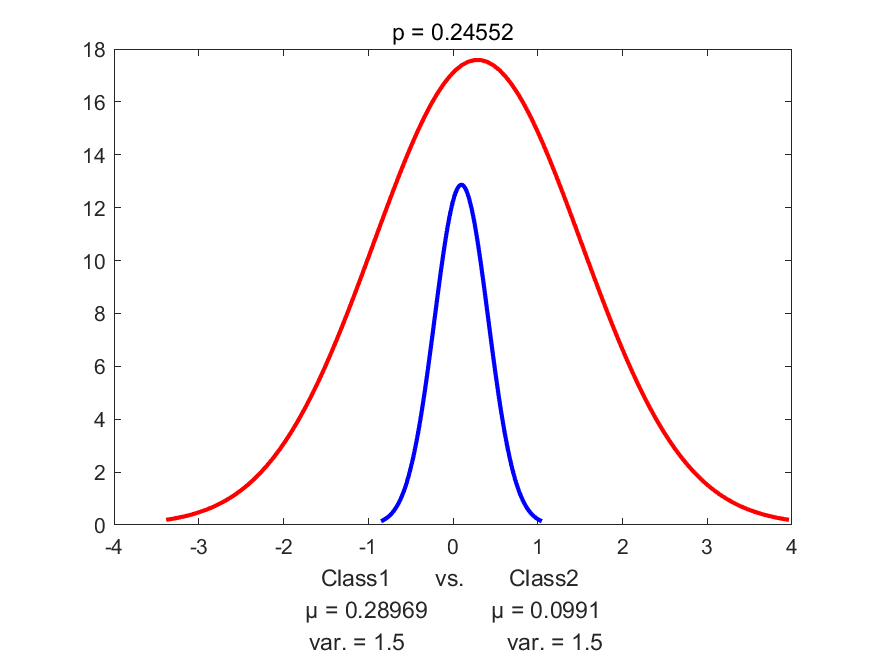 p = 0.24552
18
16
14
12
10
8
6
4
2
0
-4 -3 -2 -1 0 1 2 3 4
Class1 vs. Class2
μ = 0.28969 μ = 0.0991
var. = 1.5 var. = 1.5